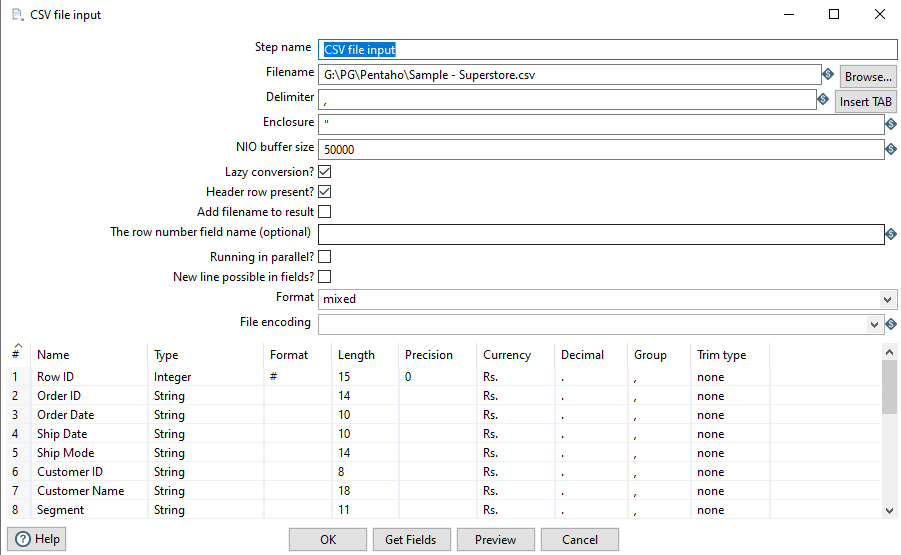 CSV file input
Step name CSV file input
Filename G:\PG\Pentaho\Sample - Superstore.csv Browse...
Delimiter , Insert TAB
Enclosure "
NIO buffer size 50000
Lazy conversion?
Header row present?
Add filename to result
The row number field name (optional)
Running in parallel?
New line possible in fields?
Format mixed
File encoding
# Name Type Format Length Precision Currency Decimal Group Trim type
1 Row ID Integer # 15 0 Rs. . , none
2 Order ID String 14 Rs. . , none
3 Order Date String 10 Rs. . , none
4 Ship Date String 10 Rs. . , none
5 Ship Mode String 14 Rs. . , none
6 Customer ID String 8 Rs. . , none
7 Customer Name String 18 Rs. . , none
8 Segment String 11 Rs. . , none
Help OK Get Fields Preview Cancel